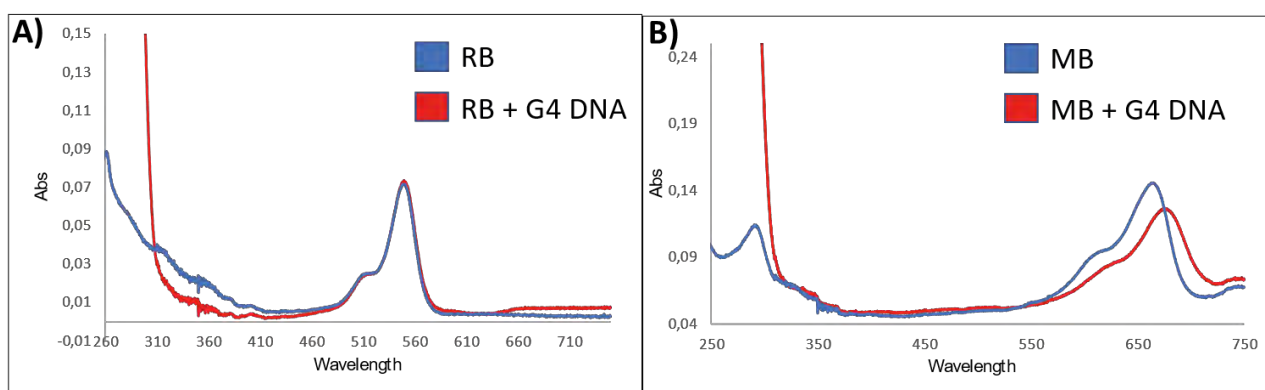 A)
0,15
0,13
0,11
0,09
0,07
0,05
0,03
0,01
-0,01
Abs
260 310 360 410 460 510 560 610 660 710
Wavelength
RB
RB + G4 DNA
B)
0,24
0,19
0,14
0,09
0,04
Abs
250 350 450 550 650 750
Wavelength
MB
MB + G4 DNA